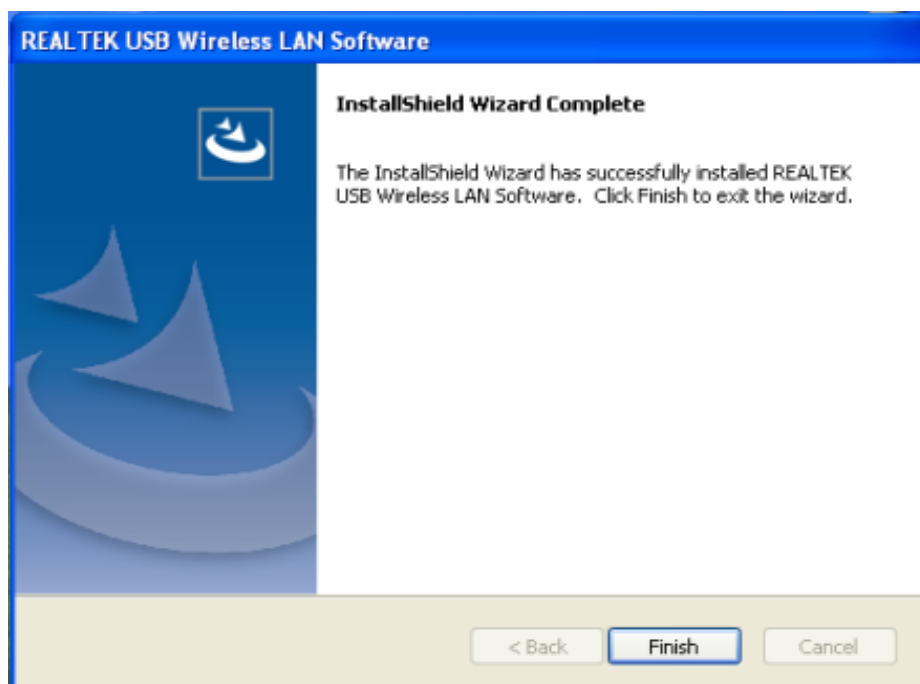 REALTEK USB Wireless LAN Software
InstallShield Wizard Complete
The InstallShield Wizard has successfully installed REALTEK
USB Wireless LAN Software. Click Finish to exit the wizard.
< Back Finish Cancel